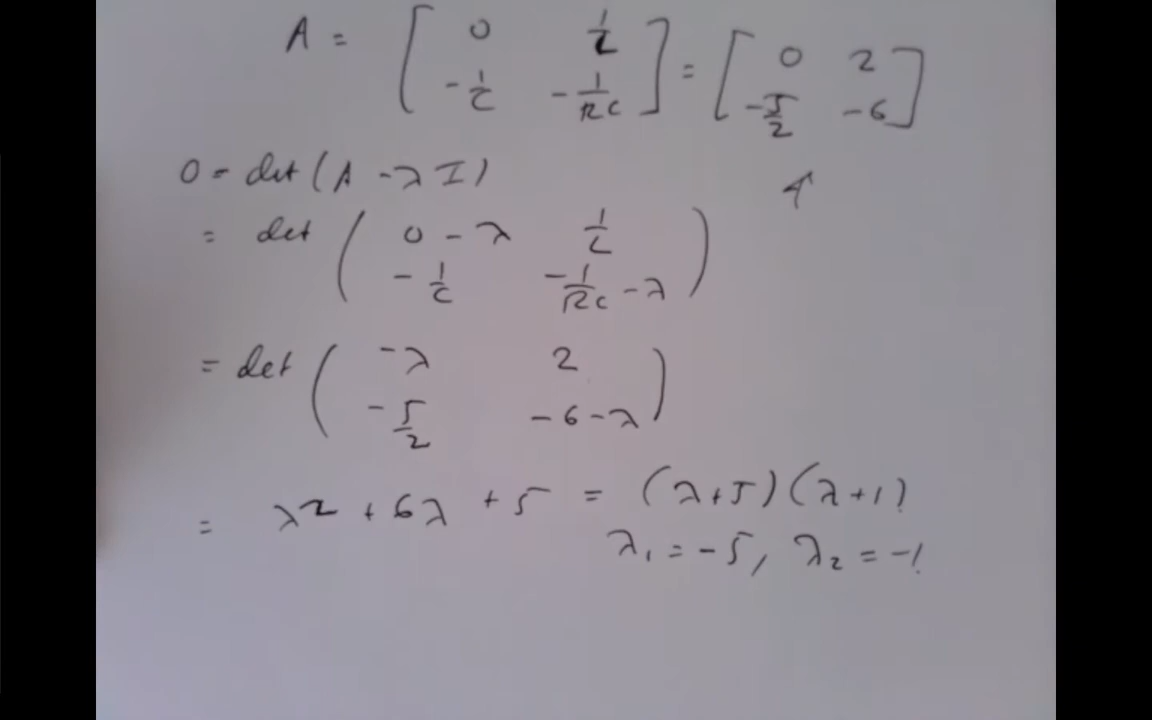 A = [ 0 1/L ; -1/C -1/RC ] = [ 0 2 ; -5/2 -6 ]
0 = det(A - λI)
= det ( 0 - λ 1/L ; -1/C -1/RC - λ )
= det ( -λ 2 ; -5/2 -6-λ )
= λ² + 6λ + 5 = (λ+5)(λ+1)
λ₁ = -5, λ₂ = -1